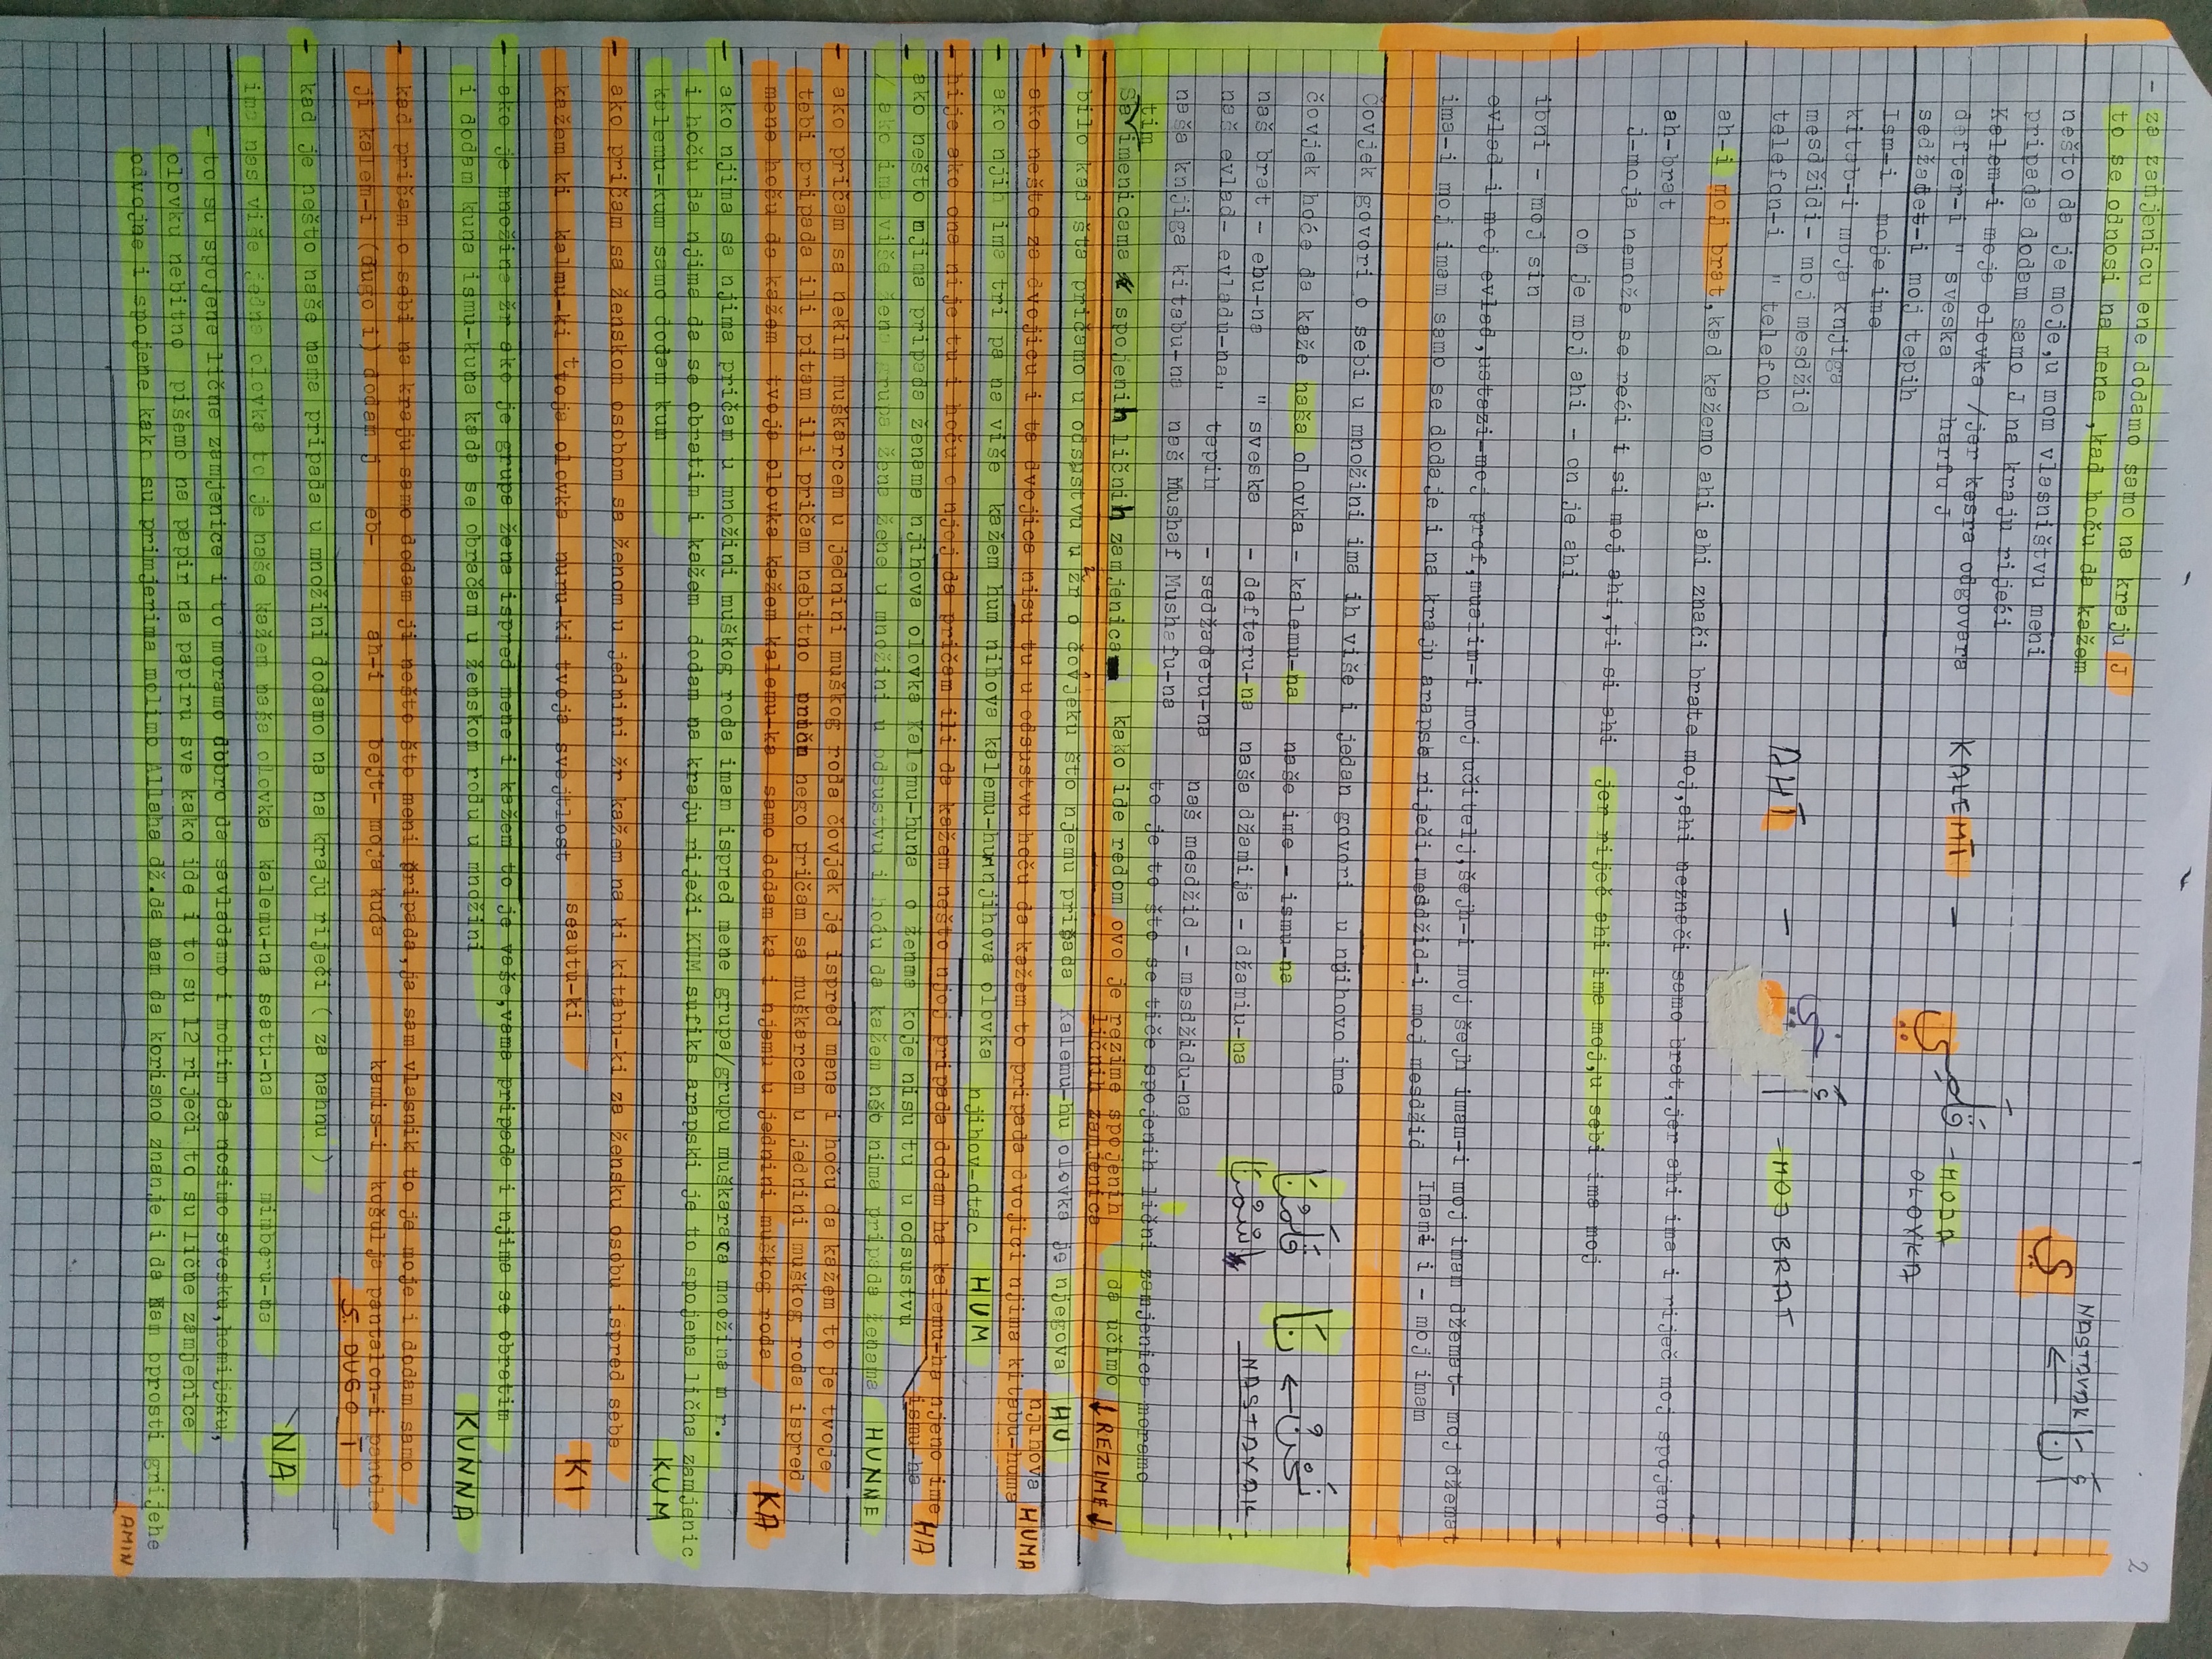 2
- za zamjenicu ene dodamo samo na kraju J
to se odnosi na mene ,kad hoču da kažem
NASTAVAK
ي ← أَنَا
nešto da je moje,u mom vlasništvu meni
pripada dodam samo J na kraju riječi
Kalem-i moja olovka /jer kesra odgovara
KALEMĪ - قَلَمِي - MOJA
OLOVKA
defter-i " sveska harfu J
sedžadet-i moj tepih
Ism-i moje ime
kitab-i moja knjiga
mesdžidi- moj mesdžid
AHĪ - أَخِي - MOJ BRAT
telefon-i " telefon
ah-i moj brat,kad kažemo ahi ahi znači brate moj,ahi neznači samo brat,jer ahi ima i riječ moj spojeno
ah-brat
j-moja nemože se reći i si moj ahi,ti si ahi jer riječ ahi ima moj,u sebi ima moj
on je moj ahi - on je ahi
ibni - moj sin
evlad-i moj evlad,ustazi-moj prof,mualim-i moj učitelj,šejh-i moj šejh imam-i moj imam džemat- moj džemat
ima-i moj imam samo se dodaje i na kraju arapske riječi.mesdžid-i moj mesdžid Imami i - moj imam
Čovjek govori o sebi u množini ima ih više i jedan govori u njihovo ime
čovjek hoće da kaže naša olovka - kalemu-na naše ime - ismu-na
قَلَمُنَا نَا ← نَحْنُ
naš brat - ebu-na " sveska - defteru-na naša džamija - džamiu-na
اسْمُنَا NASTAVAK
naš evlad- evladu-na" tepih - sedžadetu-na naš mesdžid - mesdžidu-na
naša knjiga kitabu-na naš Mushaf Mushafu-na
to je to što se tiče spojenih lični zamjenice moramo
tim
Sa imenicama spojenih ličnih zamjenica kako ide redom ovo je rezime spojenih da učimo ↓REZIME↓
ličnih zamjenica
- bilo kad šta pričamo u odsustvu u žr o čovjeku što njemu pripada Kalemu-hu olovka je njegova HU
njihova HUMA
- ako nešto za dvojicu i ta dvojica nisu tu u odsustvu hoću da kažem to pripada dvojici njima kitabu-huma
- ako njih ima tri pa na više kažem hum nihova kalemu-humnjihova olovka njihov-otac HUM
- hije ako ona nije tu i hoću o njoj da pričam ili da kažem nešto njoj pripada dodam ha kalemu-ha njeno ime HA
ismu-ha
- ako nešto njima pripada ženama njihova olovka Kalemu-huna o ženma koje nisu tu u odsustvu
/ ako ima više žena grupa žena žene u množini u odsustvu i hoću da kažem nšo nima pripada ženama HUNNE
- ako pričam sa nekim muškarcem u jednini muškog roda čovjek je ispred mene i hoću da kažem to je tvoje
tebi pripada ili pitam ili pričam nebitno nego pričam sa muškarcem u jednini muškog roda ispred
mene hoću da kažem tvoja olovka kažem kalemu-ka samo dodam ka i njemu u jednini muškog roda KA
- ako njima sa njima pričam u množini muškog roda imam ispred mene grupa/grupu muškaraca množina m r.
i hoću da njima da se obratim i kažem dodam na kraju riječi KUM sufiks arapski je to spojena lična zamjenic
kalemu-kum samo dodam kum KUM
- ako pričam sa ženskom osobom sa ženom u jednini žr kažem na ki kitabu-ki za žensku osobu ispred sebe
kažem ki kalmu-ki tvoja olovka nuru-ki tvoja svejtlost seautu-ki KI
- ako je množina žr ako je grupa žena ispred mene i kažem to je vaše,vama pripada i njima se obratim
i dodam kuna ismu-kuna kada se obračam u ženskom rodu u množini KUNNA
- kad pričam o sebi na kraju samo dodam ji nešto što meni pripada,ja sam vlasnik to je moje i dodam samo
ji kalem-i (dugo i) dodam j eb- ah-i bejt- moja kuća kamis-i košulja pantalon-i pantle
S. DUGO Ī
- kad je nešto naše nama pripada u množini dodamo na na kraju riječi ( za nahnu )
NA
ima nas više jedna olovka to je naše kažem naša olovka kalemu-na seatu-na mimberu-na
- to su spojene lične zamjenice i to moramo dobro da savladamo i molim da nosimo svesku,hemijsku,
olovku nebitno pišemo na papir na papiru sve kako ide i to su 12 riječi to su lične zamjenice
odvojne i spojene kako su primjerima molimo Allaha dž.da nam da korisno znanje i da nam oprosti grijehe
AMIN